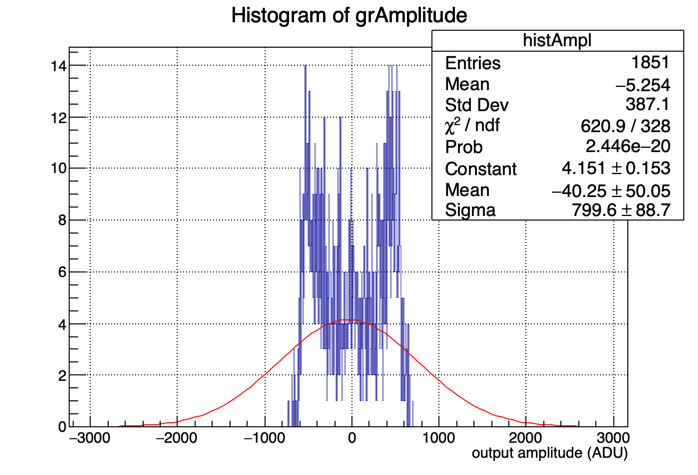 Histogram of grAmplitude
histAmpl
Entries 1851
Mean −5.254
Std Dev 387.1
χ² / ndf 620.9 / 328
Prob 2.446e−20
Constant 4.151 ± 0.153
Mean −40.25 ± 50.05
Sigma 799.6 ± 88.7
14
12
10
8
6
4
2
0
−3000 −2000 −1000 0 1000 2000 3000
output amplitude (ADU)